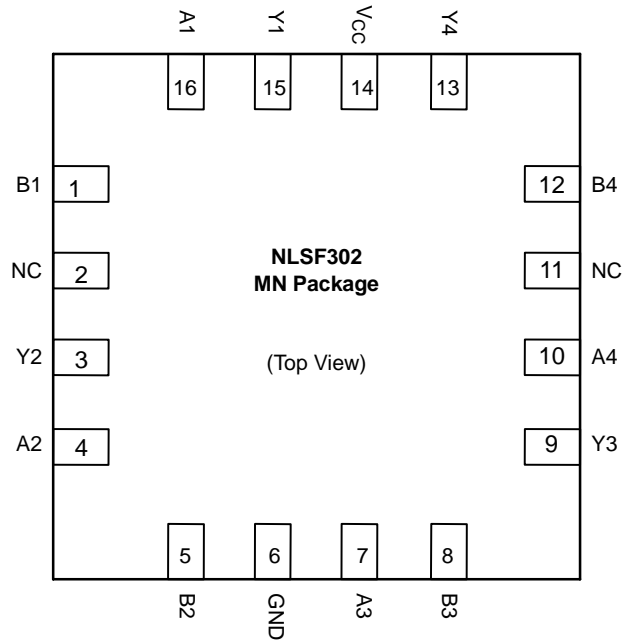 A1 Y1 VCC Y4
16 15 14 13
B1 1 12 B4
NLSF302
MN Package
NC 2 11 NC
Y2 3 (Top View) 10 A4
A2 4 9 Y3
5 6 7 8
B2 GND A3 B3